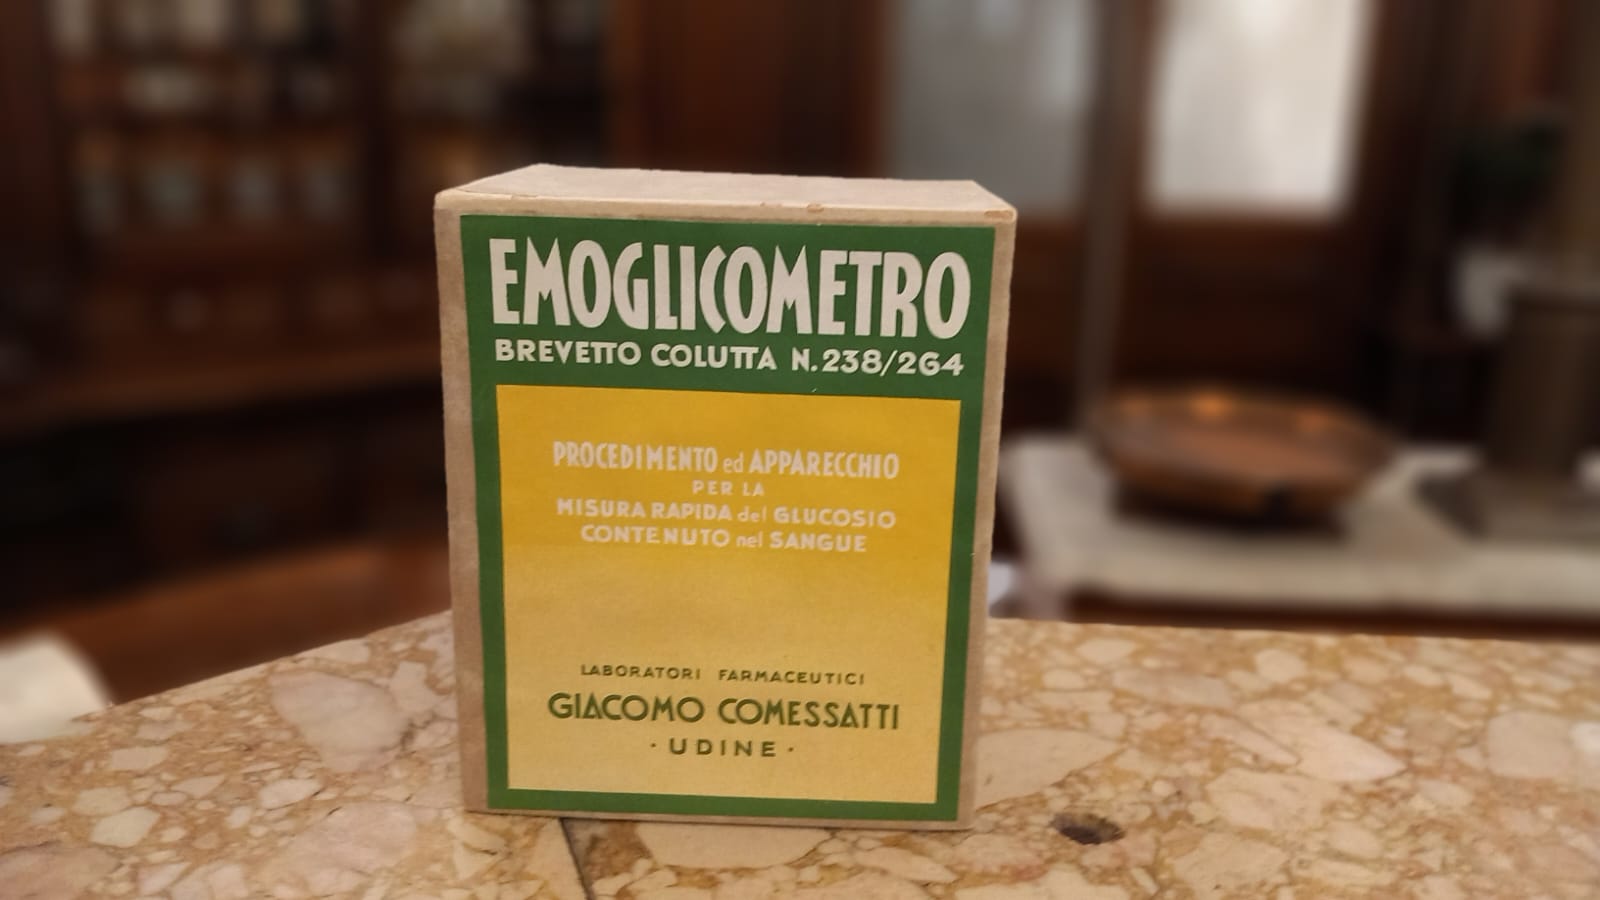 EMOGLICOMETRO
BREVETTO COLUTTA N.238/264
PROCEDIMENTO ed APPARECCHIO
PER LA
MISURA RAPIDA del GLUCOSIO
CONTENUTO nel SANGUE
LABORATORI FARMACEUTICI
GIACOMO COMESSATTI
· UDINE ·